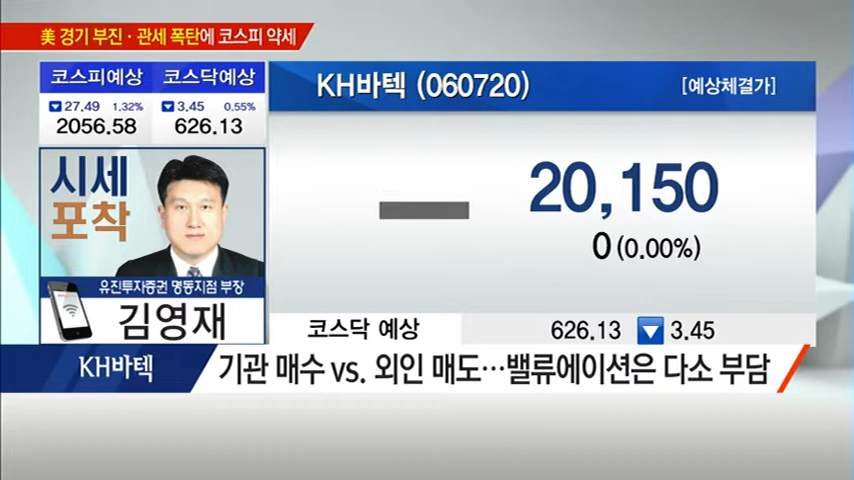 美 경기 부진·관세 폭탄에 코스피 약세
코스피예상 코스닥예상
▼27.49 1.32% ▼3.45 0.55%
2056.58 626.13
KH바텍 (060720) [예상체결가]
20,150
0 (0.00%)
시세
포착
유진투자증권 명동지점 부장
김영재
코스닥 예상 626.13 ▼ 3.45
KH바텍 기관 매수 vs. 외인 매도…밸류에이션은 다소 부담